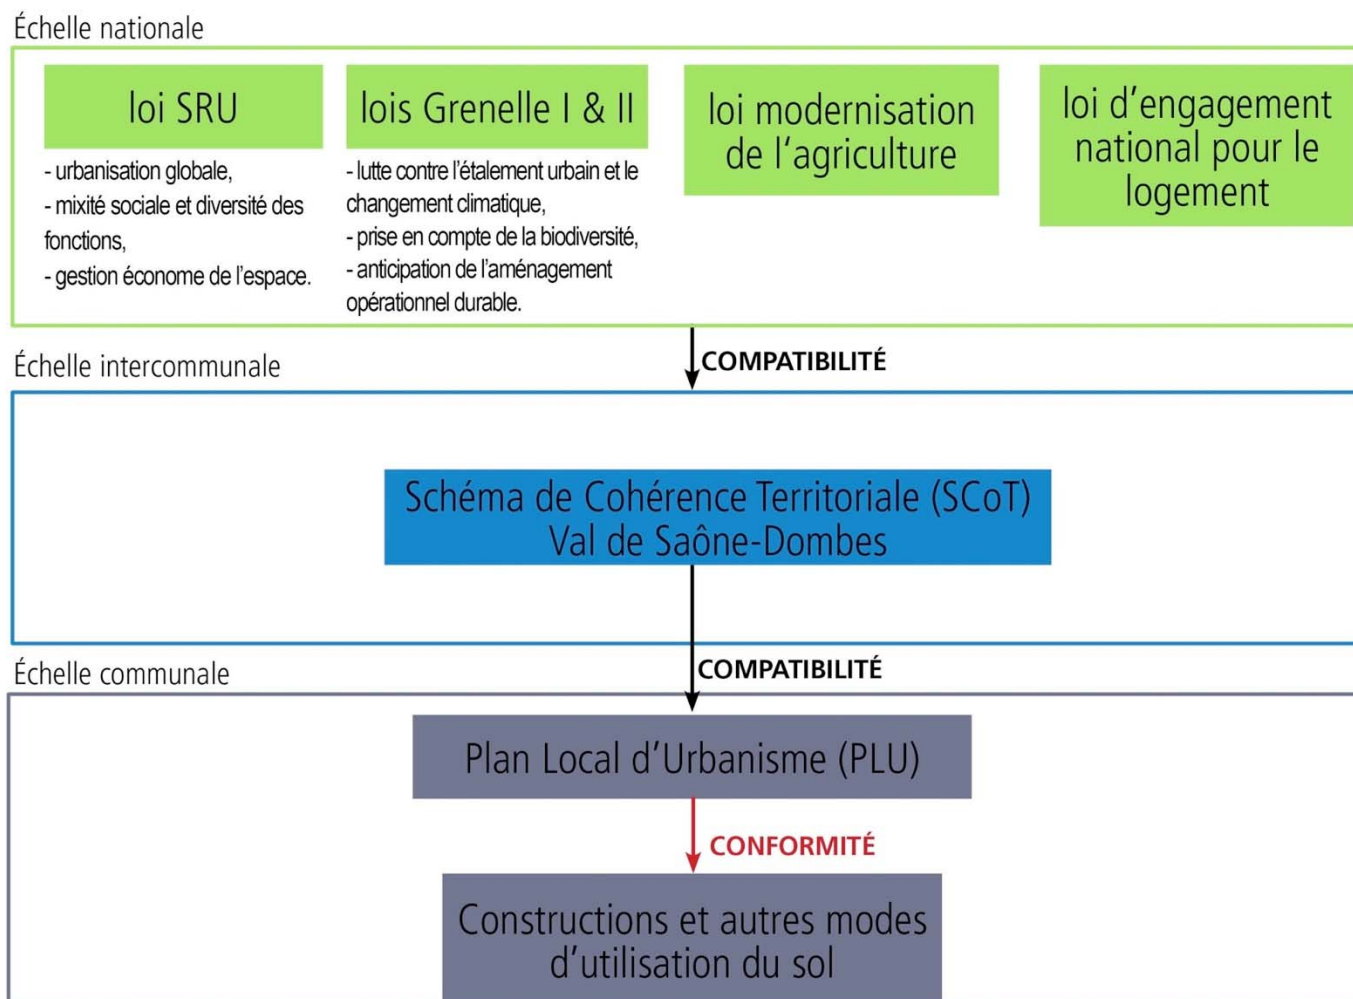 Échelle nationale
loi SRU
- urbanisation globale,
- mixité sociale et diversité des
fonctions,
- gestion économe de l'espace.
lois Grenelle I & II
- lutte contre l'étalement urbain et le
changement climatique,
- prise en compte de la biodiversité,
- anticipation de l'aménagement
opérationnel durable.
loi modernisation
de l'agriculture
loi d'engagement
national pour le
logement
COMPATIBILITÉ
Échelle intercommunale
Schéma de Cohérence Territoriale (SCoT)
Val de Saône-Dombes
COMPATIBILITÉ
Échelle communale
Plan Local d'Urbanisme (PLU)
CONFORMITÉ
Constructions et autres modes
d'utilisation du sol